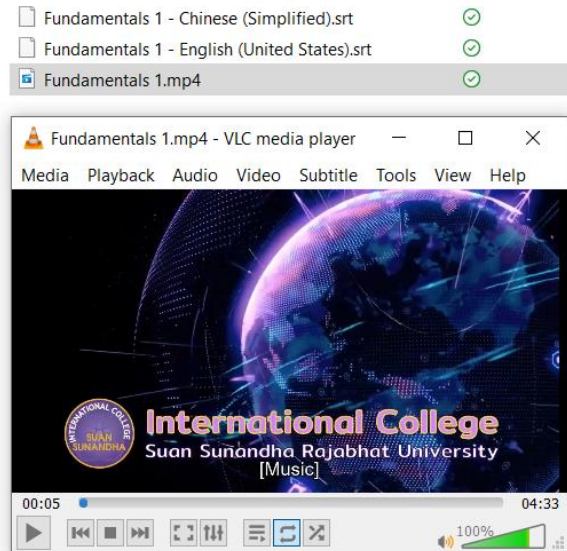 Fundamentals 1 - Chinese (Simplified).srt
Fundamentals 1 - English (United States).srt
Fundamentals 1.mp4
Fundamentals 1.mp4 - VLC media player
Media Playback Audio Video Subtitle Tools View Help
INTERNATIONAL COLLEGE
SUAN
SUNANDHA
International College
Suan Sunandha Rajabhat University
[Music]
00:05 04:33
100%